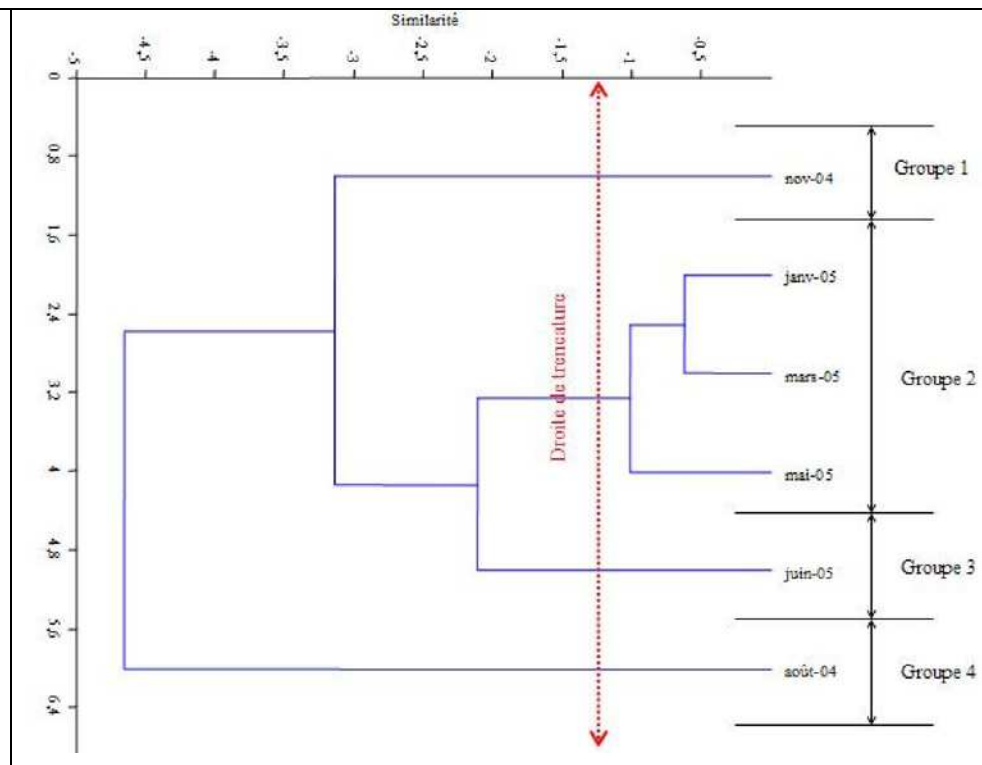 Similarité
-5
-4,5
-4
-3,5
-3
-2,5
-2
-1,5
-1
-0,5
0
0,8
1,6
2,4
3,2
4
4,8
5,6
6,4
nov-04
janv-05
mars-05
mai-05
juin-05
août-04
Droite de trencature
Groupe 1
Groupe 2
Groupe 3
Groupe 4